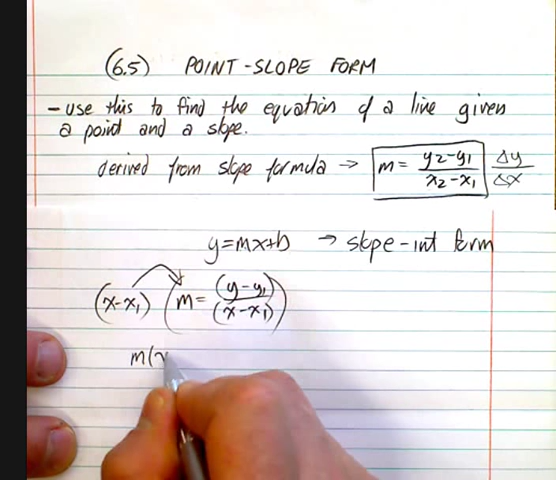 (6.5) POINT-SLOPE FORM
- use this to find the equation of a line given
a point and a slope.
derived from slope formula → m = (y₂-y₁)/(x₂-x₁) Δy/Δx
y=mx+b → slope-int form
(x-x₁) (m = (y-y₁)/(x-x₁))
m(x